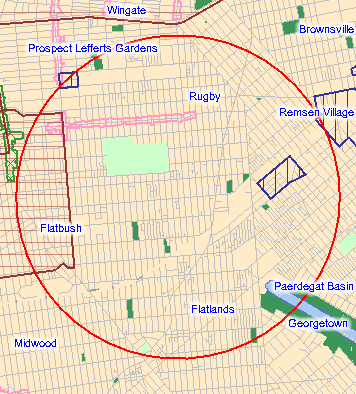 Wingate
Brownsville
Prospect Lefferts Gardens
Rugby
Remsen Village
Flatbush
Paerdegat Basin
Flatlands
Georgetown
Midwood